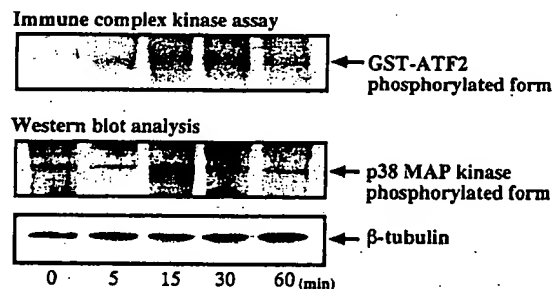 Immune complex kinase assay
GST-ATF2
phosphorylated form
Western blot analysis
p38 MAP kinase
phosphorylated form
β-tubulin
0 5 15 30 60 (min)